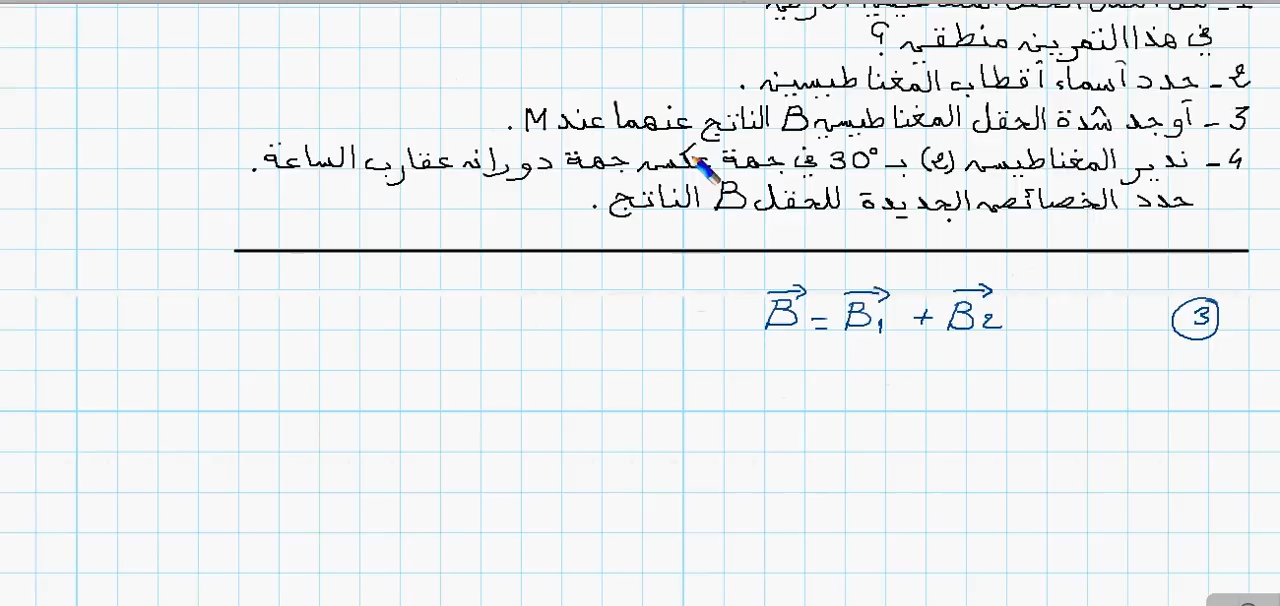 في هذا التمرين منطقي ؟
2 - حدد أسماء أقطاب المغناطيسين .
3 - أوجد شدة الحقل المغناطيسي B الناتج عنهما عند M .
4 - ندير المغناطيس (2) بـ 30° في جهة عكس جهة دوران عقارب الساعة .
حدد الخصائص الجديدة للحقل B الناتج .
3 B = B1 + B2